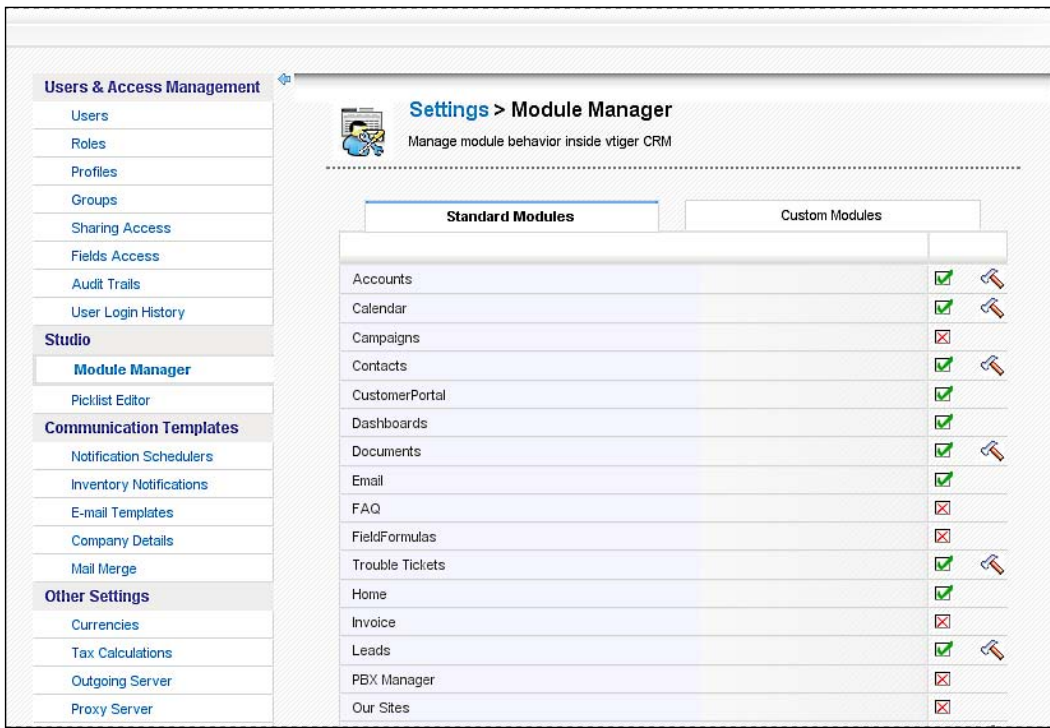 Users & Access Management
Users
Roles
Profiles
Groups
Sharing Access
Fields Access
Audit Trails
User Login History
Studio
Module Manager
Picklist Editor
Communication Templates
Notification Schedulers
Inventory Notifications
E-mail Templates
Company Details
Mail Merge
Other Settings
Currencies
Tax Calculations
Outgoing Server
Proxy Server
Settings > Module Manager
Manage module behavior inside vtiger CRM
Standard Modules
Custom Modules
Accounts
Calendar
Campaigns
Contacts
CustomerPortal
Dashboards
Documents
Email
FAQ
FieldFormulas
Trouble Tickets
Home
Invoice
Leads
PBX Manager
Our Sites